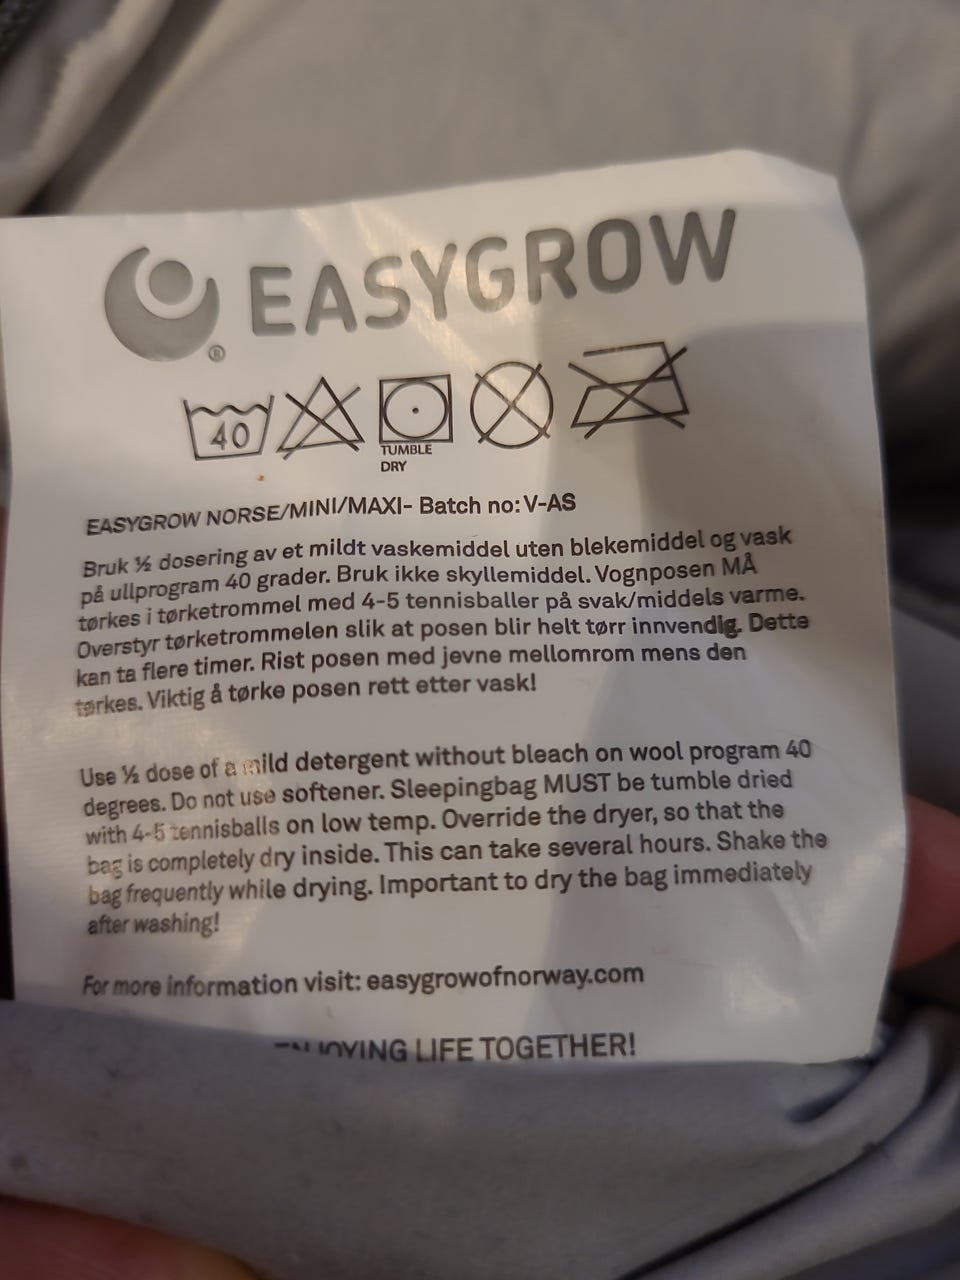 EASYGROW
®
40
TUMBLE
DRY
EASYGROW NORSE/MINI/MAXI- Batch no: V-AS
Bruk ½ dosering av et mildt vaskemiddel uten blekemiddel og vask
på ullprogram 40 grader. Bruk ikke skyllemiddel. Vognposen MÅ
tørkes i tørketrommel med 4-5 tennisballer på svak/middels varme.
Overstyr tørketrommelen slik at posen blir helt tørr innvendig. Dette
kan ta flere timer. Rist posen med jevne mellomrom mens den
tørkes. Viktig å tørke posen rett etter vask!
Use ½ dose of a mild detergent without bleach on wool program 40
degrees. Do not use softener. Sleepingbag MUST be tumble dried
with 4-5 tennisballs on low temp. Override the dryer, so that the
bag is completely dry inside. This can take several hours. Shake the
bag frequently while drying. Important to dry the bag immediately
after washing!
For more information visit: easygrowofnorway.com
ENJOYING LIFE TOGETHER!